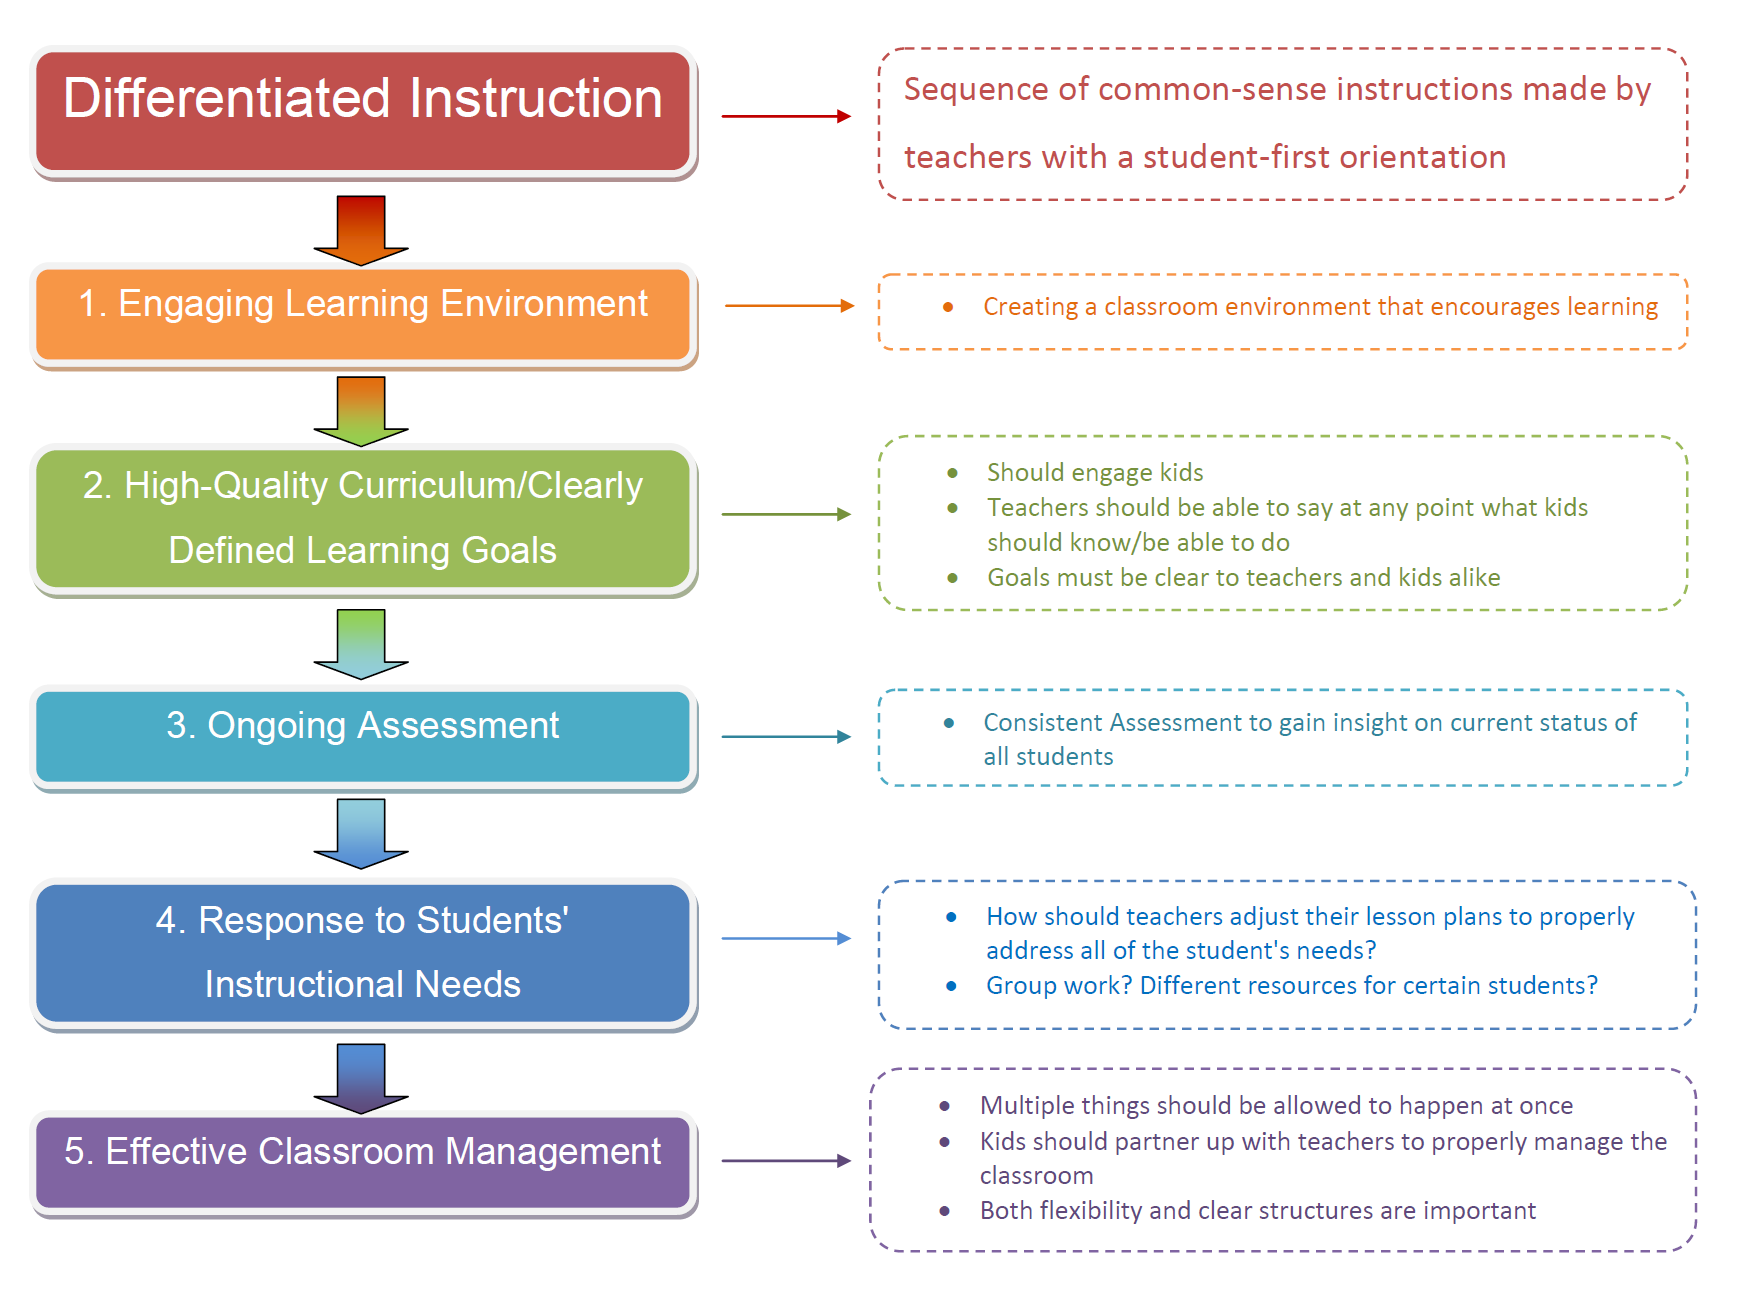 Differentiated Instruction
Sequence of common-sense instructions made by
teachers with a student-first orientation
1. Engaging Learning Environment
• Creating a classroom environment that encourages learning
2. High-Quality Curriculum/Clearly
Defined Learning Goals
• Should engage kids
• Teachers should be able to say at any point what kids
should know/be able to do
• Goals must be clear to teachers and kids alike
3. Ongoing Assessment
• Consistent Assessment to gain insight on current status of
all students
4. Response to Students'
Instructional Needs
• How should teachers adjust their lesson plans to properly
address all of the student's needs?
• Group work? Different resources for certain students?
5. Effective Classroom Management
• Multiple things should be allowed to happen at once
• Kids should partner up with teachers to properly manage the
classroom
• Both flexibility and clear structures are important